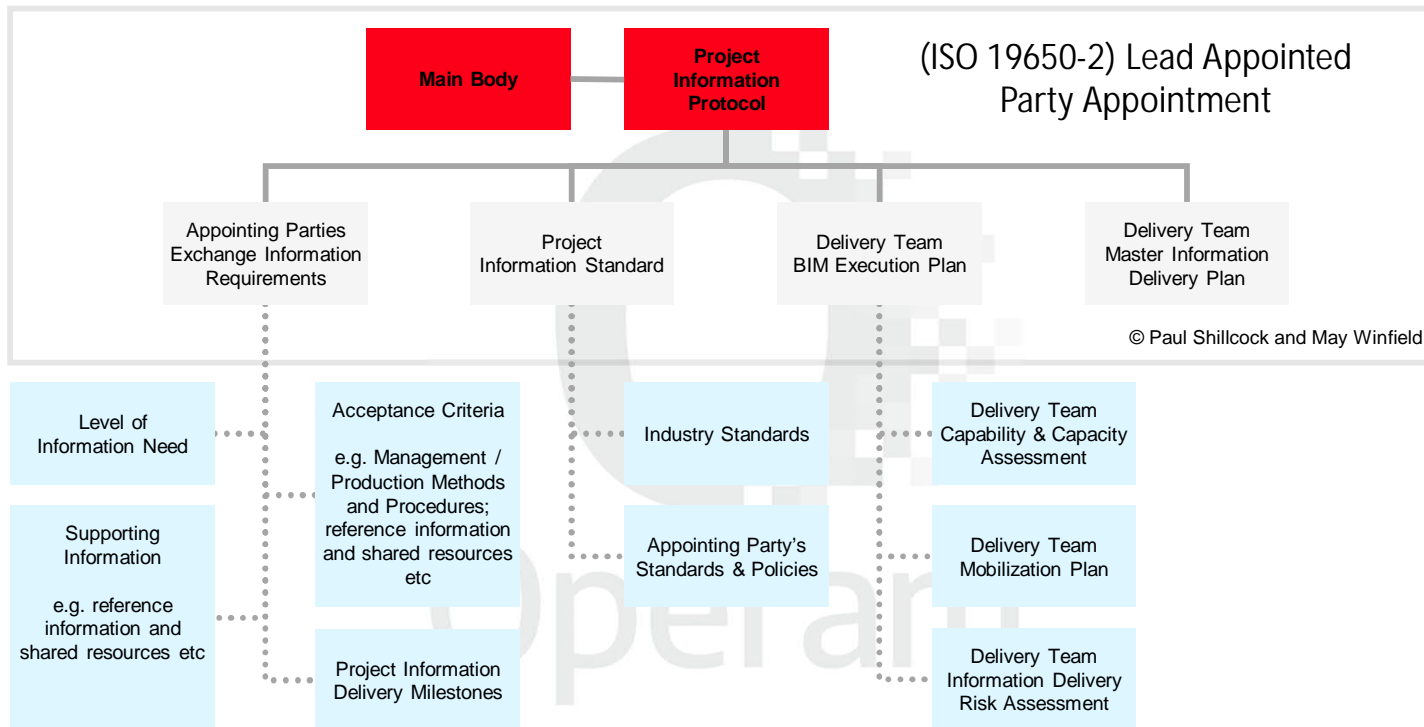 Main Body
Project
Information
Protocol
(ISO 19650-2) Lead Appointed
Party Appointment
Appointing Parties
Exchange Information
Requirements
Project
Information Standard
Delivery Team
BIM Execution Plan
Delivery Team
Master Information
Delivery Plan
© Paul Shillcock and May Winfield
Level of
Information Need
Acceptance Criteria
e.g. Management /
Production Methods
and Procedures;
reference information
and shared resources
etc
Industry Standards
Delivery Team
Capability & Capacity
Assessment
Supporting
Information
e.g. reference
information and
shared resources etc
Appointing Party’s
Standards & Policies
Delivery Team
Mobilization Plan
Project Information
Delivery Milestones
Delivery Team
Information Delivery
Risk Assessment
Operam